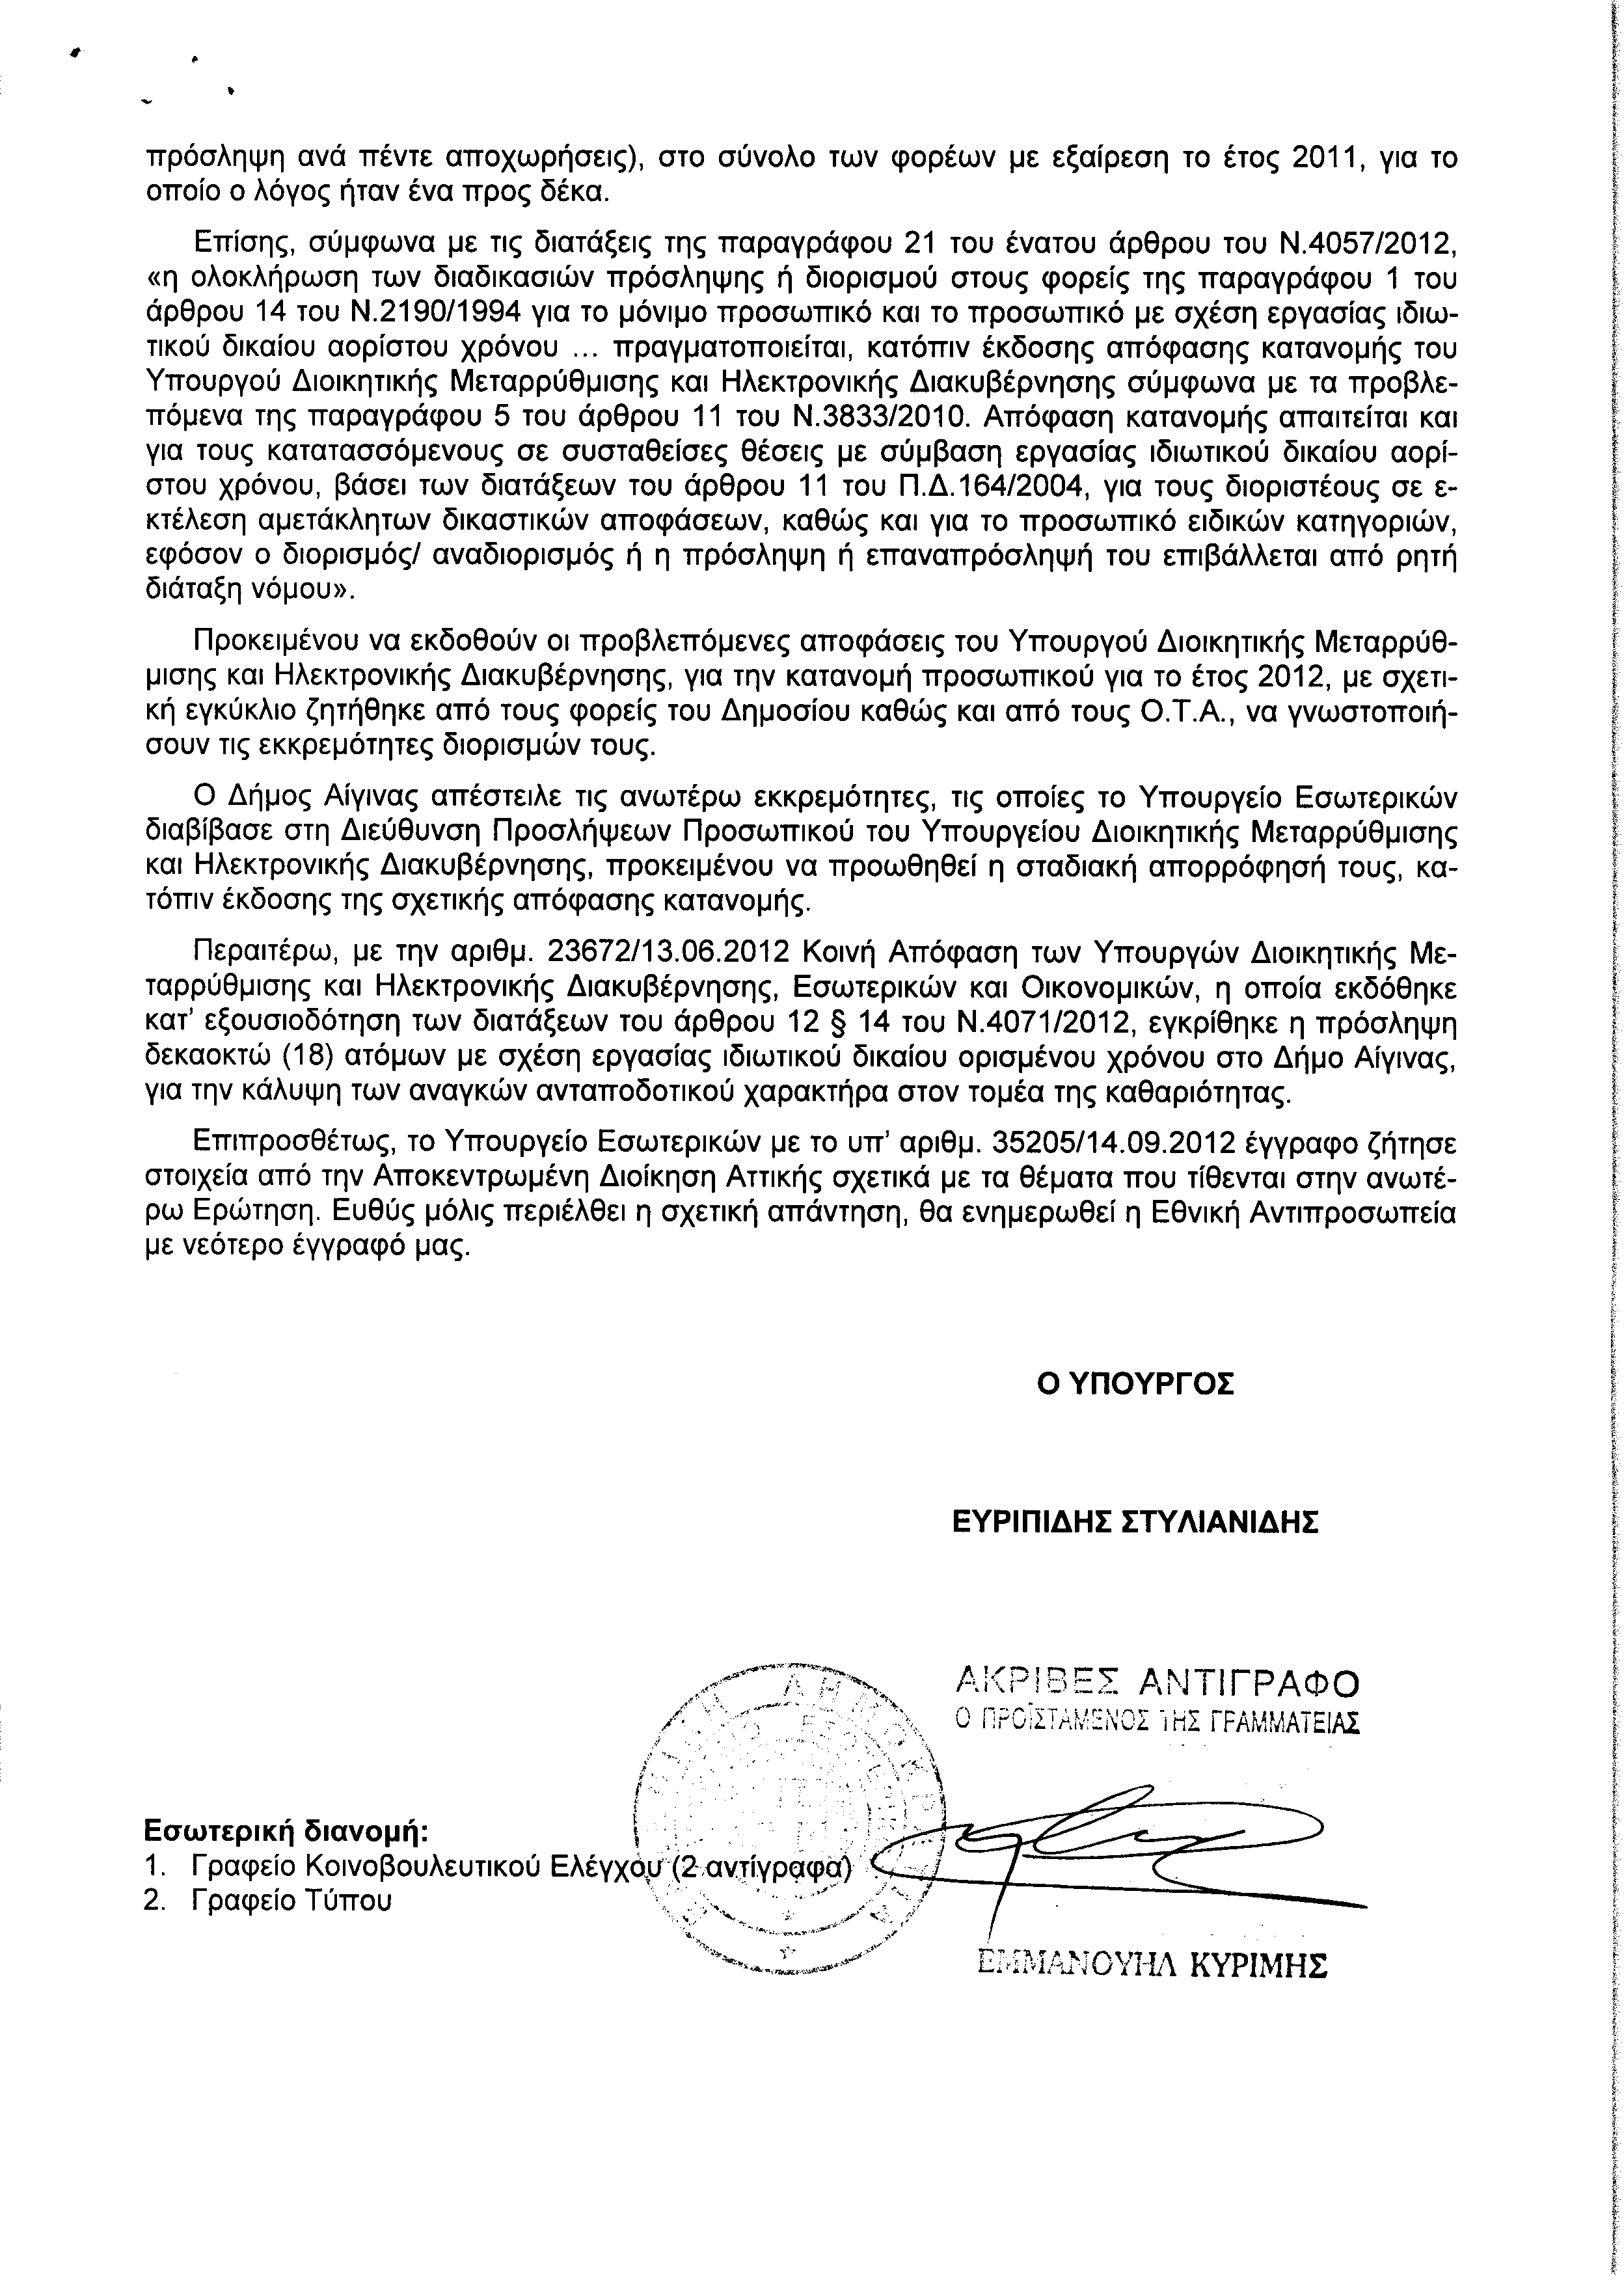 πρόσληψη ανά πέντε αποχωρήσεις), στο σύνολο των φορέων με εξαίρεση το έτος 2011, για το
οποίο ο λόγος ήταν ένα προς δέκα.
Επίσης, σύμφωνα με τις διατάξεις της παραγράφου 21 του ένατου άρθρου του Ν.4057/2012,
«η ολοκλήρωση των διαδικασιών πρόσληψης ή διορισμού στους φορείς της παραγράφου 1 του
άρθρου 14 του Ν.2190/1994 για το μόνιμο προσωπικό και το προσωπικό με σχέση εργασίας ιδιω-
τικού δικαίου αορίστου χρόνου ... πραγματοποιείται, κατόπιν έκδοσης απόφασης κατανομής του
Υπουργού Διοικητικής Μεταρρύθμισης και Ηλεκτρονικής Διακυβέρνησης σύμφωνα με τα προβλε-
πόμενα της παραγράφου 5 του άρθρου 11 του Ν.3833/2010. Απόφαση κατανομής απαιτείται και
για τους κατατασσόμενους σε συσταθείσες θέσεις με σύμβαση εργασίας ιδιωτικού δικαίου αορί-
στου χρόνου, βάσει των διατάξεων του άρθρου 11 του Π.Δ.164/2004, για τους διοριστέους σε ε-
κτέλεση αμετάκλητων δικαστικών αποφάσεων, καθώς και για το προσωπικό ειδικών κατηγοριών,
εφόσον ο διορισμός/ αναδιορισμός ή η πρόσληψη ή επαναπρόσληψή του επιβάλλεται από ρητή
διάταξη νόμου».
Προκειμένου να εκδοθούν οι προβλεπόμενες αποφάσεις του Υπουργού Διοικητικής Μεταρρύθ-
μισης και Ηλεκτρονικής Διακυβέρνησης, για την κατανομή προσωπικού για το έτος 2012, με σχετι-
κή εγκύκλιο ζητήθηκε από τους φορείς του Δημοσίου καθώς και από τους Ο.Τ.Α., να γνωστοποιή-
σουν τις εκκρεμότητες διορισμών τους.
Ο Δήμος Αίγινας απέστειλε τις ανωτέρω εκκρεμότητες, τις οποίες το Υπουργείο Εσωτερικών
διαβίβασε στη Διεύθυνση Προσλήψεων Προσωπικού του Υπουργείου Διοικητικής Μεταρρύθμισης
και Ηλεκτρονικής Διακυβέρνησης, προκειμένου να προωθηθεί η σταδιακή απορρόφησή τους, κα-
τόπιν έκδοσης της σχετικής απόφασης κατανομής.
Περαιτέρω, με την αριθμ. 23672/13.06.2012 Κοινή Απόφαση των Υπουργών Διοικητικής Με-
ταρρύθμισης και Ηλεκτρονικής Διακυβέρνησης, Εσωτερικών και Οικονομικών, η οποία εκδόθηκε
κατ' εξουσιοδότηση των διατάξεων του άρθρου 12 § 14 του Ν.4071/2012, εγκρίθηκε η πρόσληψη
δεκαοκτώ (18) ατόμων με σχέση εργασίας ιδιωτικού δικαίου ορισμένου χρόνου στο Δήμο Αίγινας,
για την κάλυψη των αναγκών ανταποδοτικού χαρακτήρα στον τομέα της καθαριότητας.
Επιπροσθέτως, το Υπουργείο Εσωτερικών με το υπ' αριθμ. 35205/14.09.2012 έγγραφο ζήτησε
στοιχεία από την Αποκεντρωμένη Διοίκηση Αττικής σχετικά με τα θέματα που τίθενται στην ανωτέ-
ρω Ερώτηση. Ευθύς μόλις περιέλθει η σχετική απάντηση, θα ενημερωθεί η Εθνική Αντιπροσωπεία
με νεότερο έγγραφό μας.
Ο ΥΠΟΥΡΓΟΣ
ΕΥΡΙΠΙΔΗΣ ΣΤΥΛΙΑΝΙΔΗΣ
ΑΚΡΙΒΕΣ ΑΝΤΙΓΡΑΦΟ
Ο ΠΡΟΪΣΤΑΜΕΝΟΣ ΤΗΣ ΓΡΑΜΜΑΤΕΙΑΣ
Εσωτερική διανομή:
1. Γραφείο Κοινοβουλευτικού Ελέγχου (2 αντίγραφα)
2. Γραφείο Τύπου
ΕΜΜΑΝΟΥΗΛ ΚΥΡΙΜΗΣ